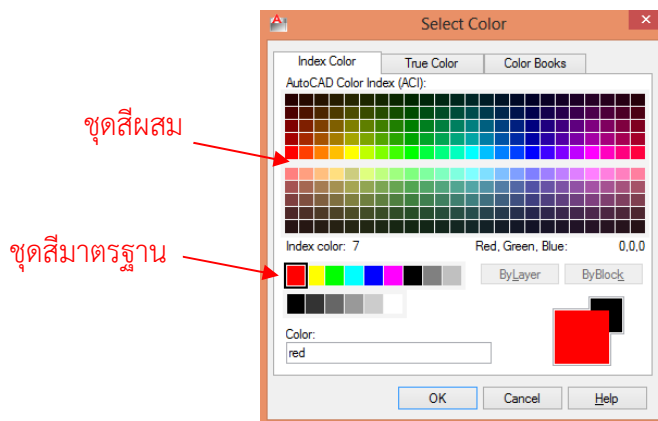 Select Color
Index Color
True Color
Color Books
AutoCAD Color Index (ACI):
ชุดสีผสม
Index color: 7
Red, Green, Blue: 0,0,0
ชุดสีมาตรฐาน
ByLayer
ByBlock
Color:
red
OK
Cancel
Help